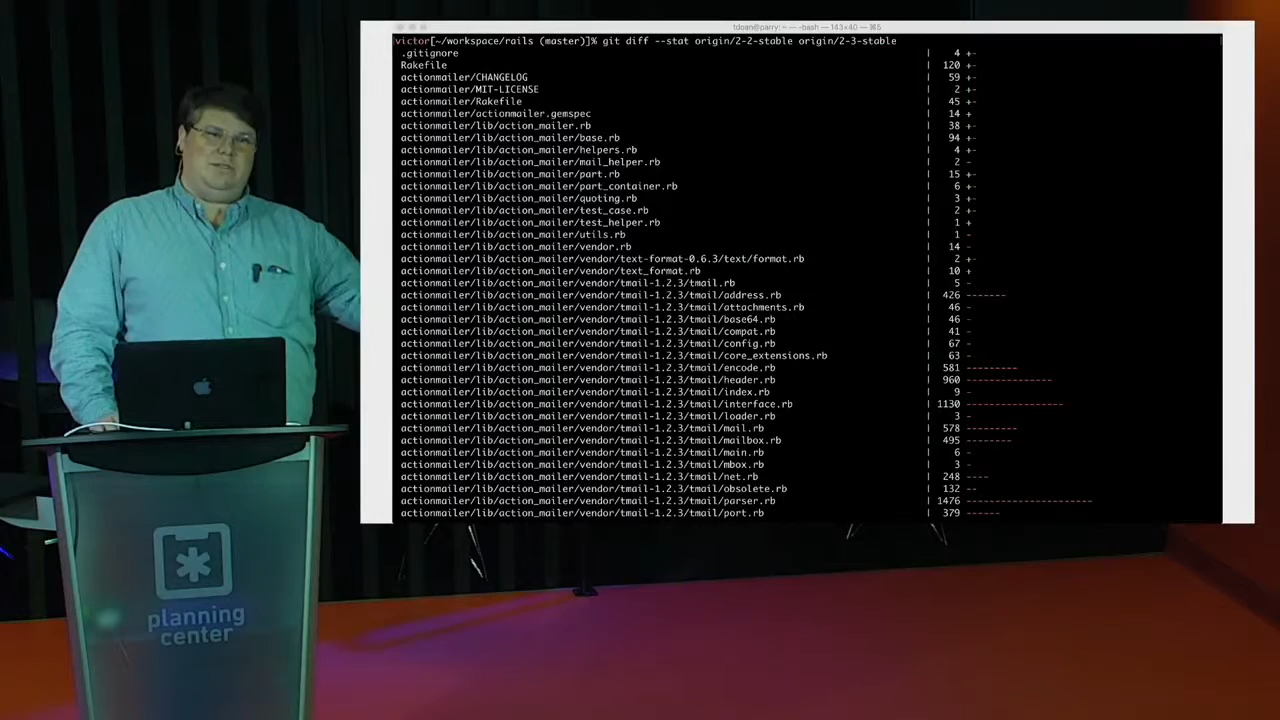 tdoan@parry: ~ — -bash — 143×40 — ⌘5
victor[~/workspace/rails (master)]% git diff --stat origin/2-2-stable origin/2-3-stable
.gitignore | 4 +-
Rakefile | 120 +-
actionmailer/CHANGELOG | 59 +-
actionmailer/MIT-LICENSE | 2 +-
actionmailer/Rakefile | 45 +-
actionmailer/actionmailer.gemspec | 14 +
actionmailer/lib/action_mailer.rb | 38 +-
actionmailer/lib/action_mailer/base.rb | 94 +-
actionmailer/lib/action_mailer/helpers.rb | 4 +-
actionmailer/lib/action_mailer/mail_helper.rb | 2 -
actionmailer/lib/action_mailer/part.rb | 15 +-
actionmailer/lib/action_mailer/part_container.rb | 6 +-
actionmailer/lib/action_mailer/quoting.rb | 3 +-
actionmailer/lib/action_mailer/test_case.rb | 2 +-
actionmailer/lib/action_mailer/test_helper.rb | 1 +
actionmailer/lib/action_mailer/utils.rb | 1 -
actionmailer/lib/action_mailer/vendor.rb | 14 -
actionmailer/lib/action_mailer/vendor/text-format-0.6.3/text/format.rb | 2 +-
actionmailer/lib/action_mailer/vendor/text_format.rb | 10 +
actionmailer/lib/action_mailer/vendor/tmail-1.2.3/tmail.rb | 5 -
actionmailer/lib/action_mailer/vendor/tmail-1.2.3/tmail/address.rb | 426 -------
actionmailer/lib/action_mailer/vendor/tmail-1.2.3/tmail/attachments.rb | 46 -
actionmailer/lib/action_mailer/vendor/tmail-1.2.3/tmail/base64.rb | 46 -
actionmailer/lib/action_mailer/vendor/tmail-1.2.3/tmail/compat.rb | 41 -
actionmailer/lib/action_mailer/vendor/tmail-1.2.3/tmail/config.rb | 67 -
actionmailer/lib/action_mailer/vendor/tmail-1.2.3/tmail/core_extensions.rb | 63 -
actionmailer/lib/action_mailer/vendor/tmail-1.2.3/tmail/encode.rb | 581 ---------
actionmailer/lib/action_mailer/vendor/tmail-1.2.3/tmail/header.rb | 960 ---------------
actionmailer/lib/action_mailer/vendor/tmail-1.2.3/tmail/index.rb | 9 -
actionmailer/lib/action_mailer/vendor/tmail-1.2.3/tmail/interface.rb | 1130 -----------------
actionmailer/lib/action_mailer/vendor/tmail-1.2.3/tmail/loader.rb | 3 -
actionmailer/lib/action_mailer/vendor/tmail-1.2.3/tmail/mail.rb | 578 ---------
actionmailer/lib/action_mailer/vendor/tmail-1.2.3/tmail/mailbox.rb | 495 --------
actionmailer/lib/action_mailer/vendor/tmail-1.2.3/tmail/main.rb | 6 -
actionmailer/lib/action_mailer/vendor/tmail-1.2.3/tmail/mbox.rb | 3 -
actionmailer/lib/action_mailer/vendor/tmail-1.2.3/tmail/net.rb | 248 ----
actionmailer/lib/action_mailer/vendor/tmail-1.2.3/tmail/obsolete.rb | 132 --
actionmailer/lib/action_mailer/vendor/tmail-1.2.3/tmail/parser.rb | 1476 ----------------------
actionmailer/lib/action_mailer/vendor/tmail-1.2.3/tmail/port.rb | 379 ------
planning
center